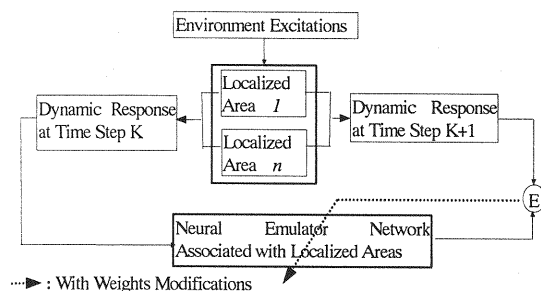 Environment Excitations
Localized
Area 1
Dynamic Response
at Time Step K
Dynamic Response
at Time Step K+1
Localized
Area n
E
Neural Emulator Network
Associated with Localized Areas
: With Weights Modifications